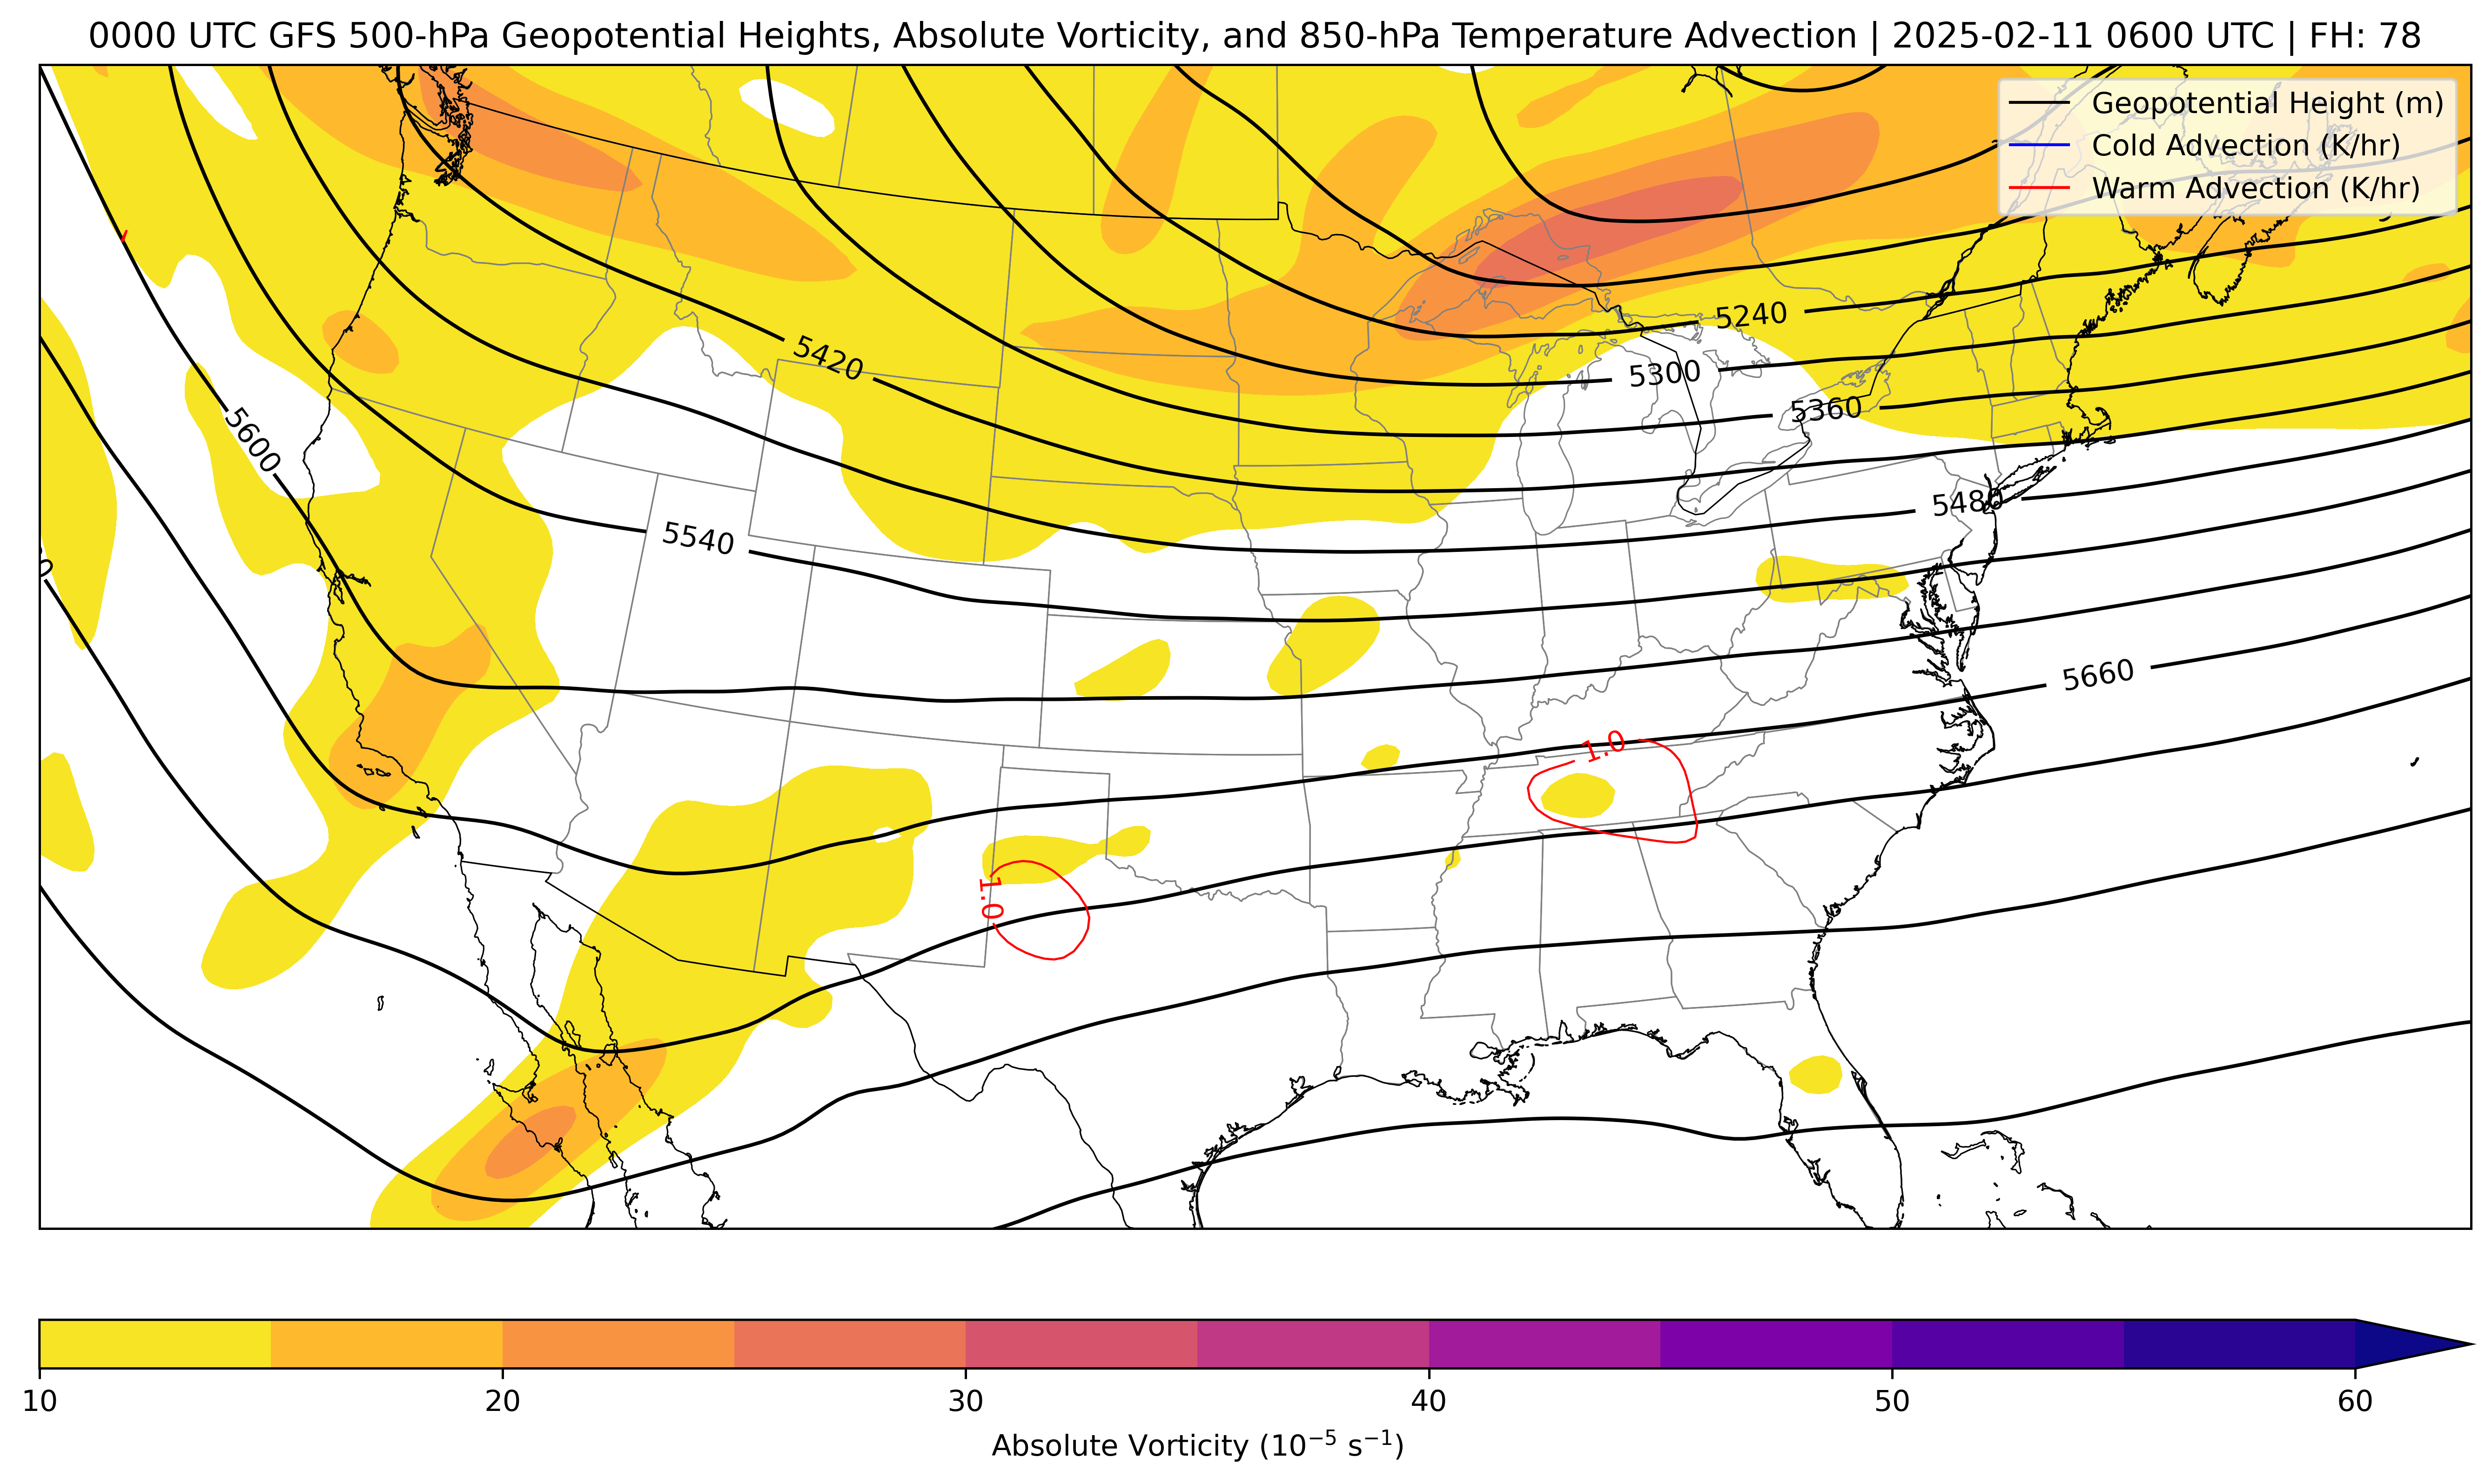 0000 UTC GFS 500-hPa Geopotential Heights, Absolute Vorticity, and 850-hPa Temperature Advection | 2025-02-11 0600 UTC | FH: 78
Geopotential Height (m)
Cold Advection (K/hr)
Warm Advection (K/hr)
5240
5420
5300
5360
5600
5480
5540
5660
1.0
1.0
10 20 30 40 50 60
Absolute Vorticity (10⁻⁵ s⁻¹)